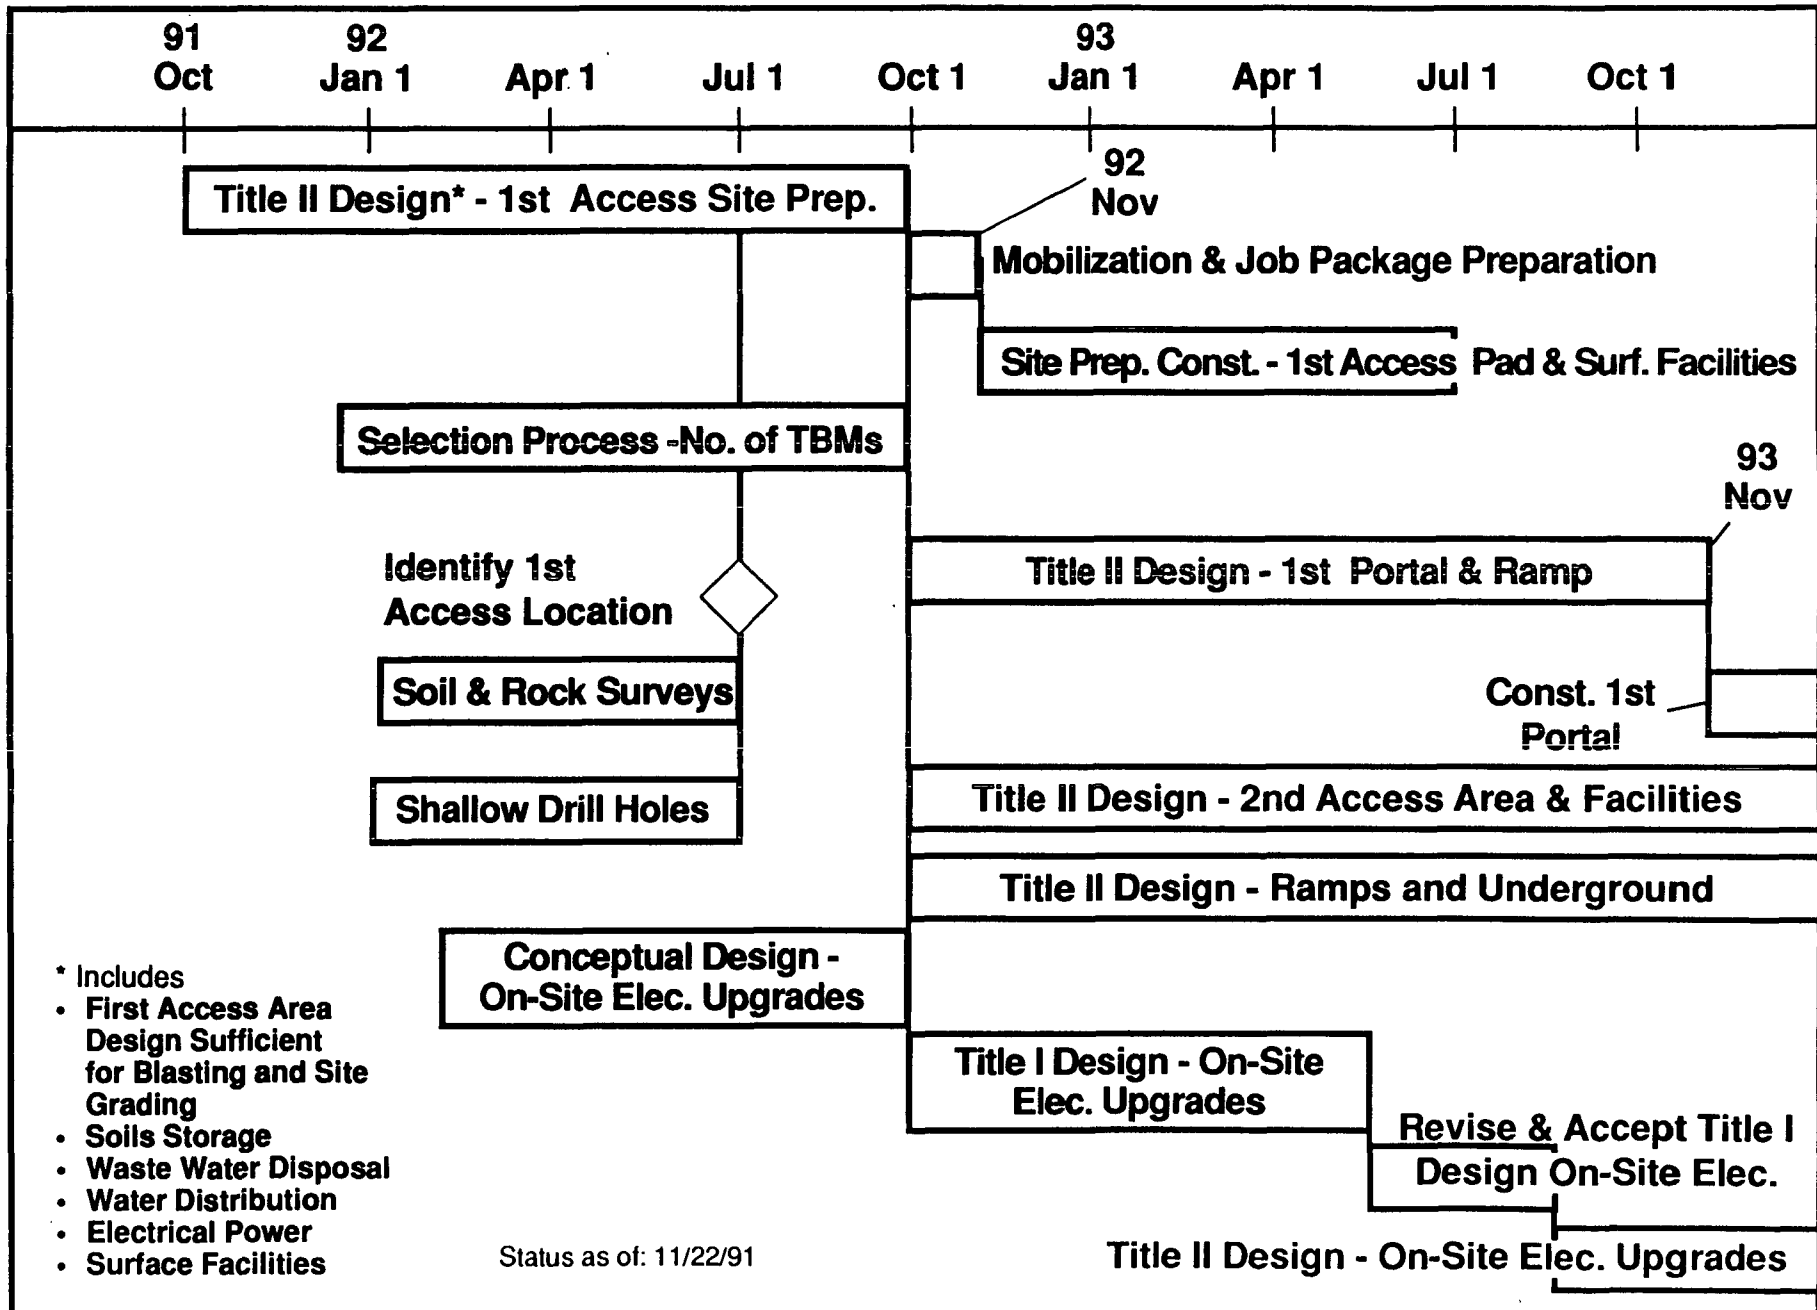 91
92
93
Oct
Jan 1
Apr 1
Jul 1
Oct 1
Jan 1
Apr 1
Jul 1
Oct 1
Title II Design* - 1st Access Site Prep.
92
Nov
Mobilization & Job Package Preparation
Site Prep. Const. - 1st Access Pad & Surf. Facilities
Selection Process -No. of TBMs
93
Nov
Identify 1st
Access Location
Title II Design - 1st Portal & Ramp
Soil & Rock Surveys
Const. 1st
Portal
Shallow Drill Holes
Title II Design - 2nd Access Area & Facilities
Title II Design - Ramps and Underground
Conceptual Design -
On-Site Elec. Upgrades
Title I Design - On-Site
Elec. Upgrades
Revise & Accept Title I
Design On-Site Elec.
Title II Design - On-Site Elec. Upgrades
* Includes
• First Access Area
Design Sufficient
for Blasting and Site
Grading
• Soils Storage
• Waste Water Disposal
• Water Distribution
• Electrical Power
• Surface Facilities
Status as of: 11/22/91